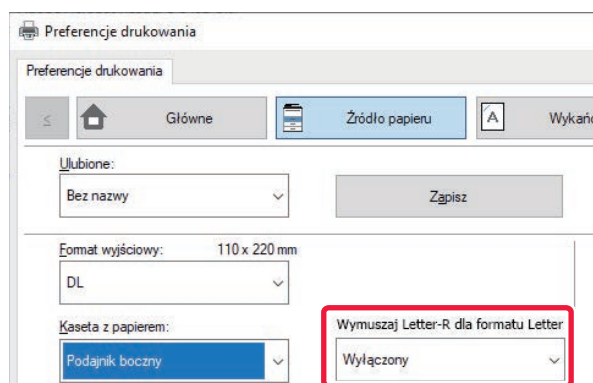 Preferencje drukowania
Preferencje drukowania
< Główne Źródło papieru A
Ulubione:
Bez nazwy Zapisz
Format wyjściowy: 110 x 220 mm
DL
Kaseta z papierem: Wymuszaj Letter-R dla formatu Letter
Podajnik boczny Wyłączony